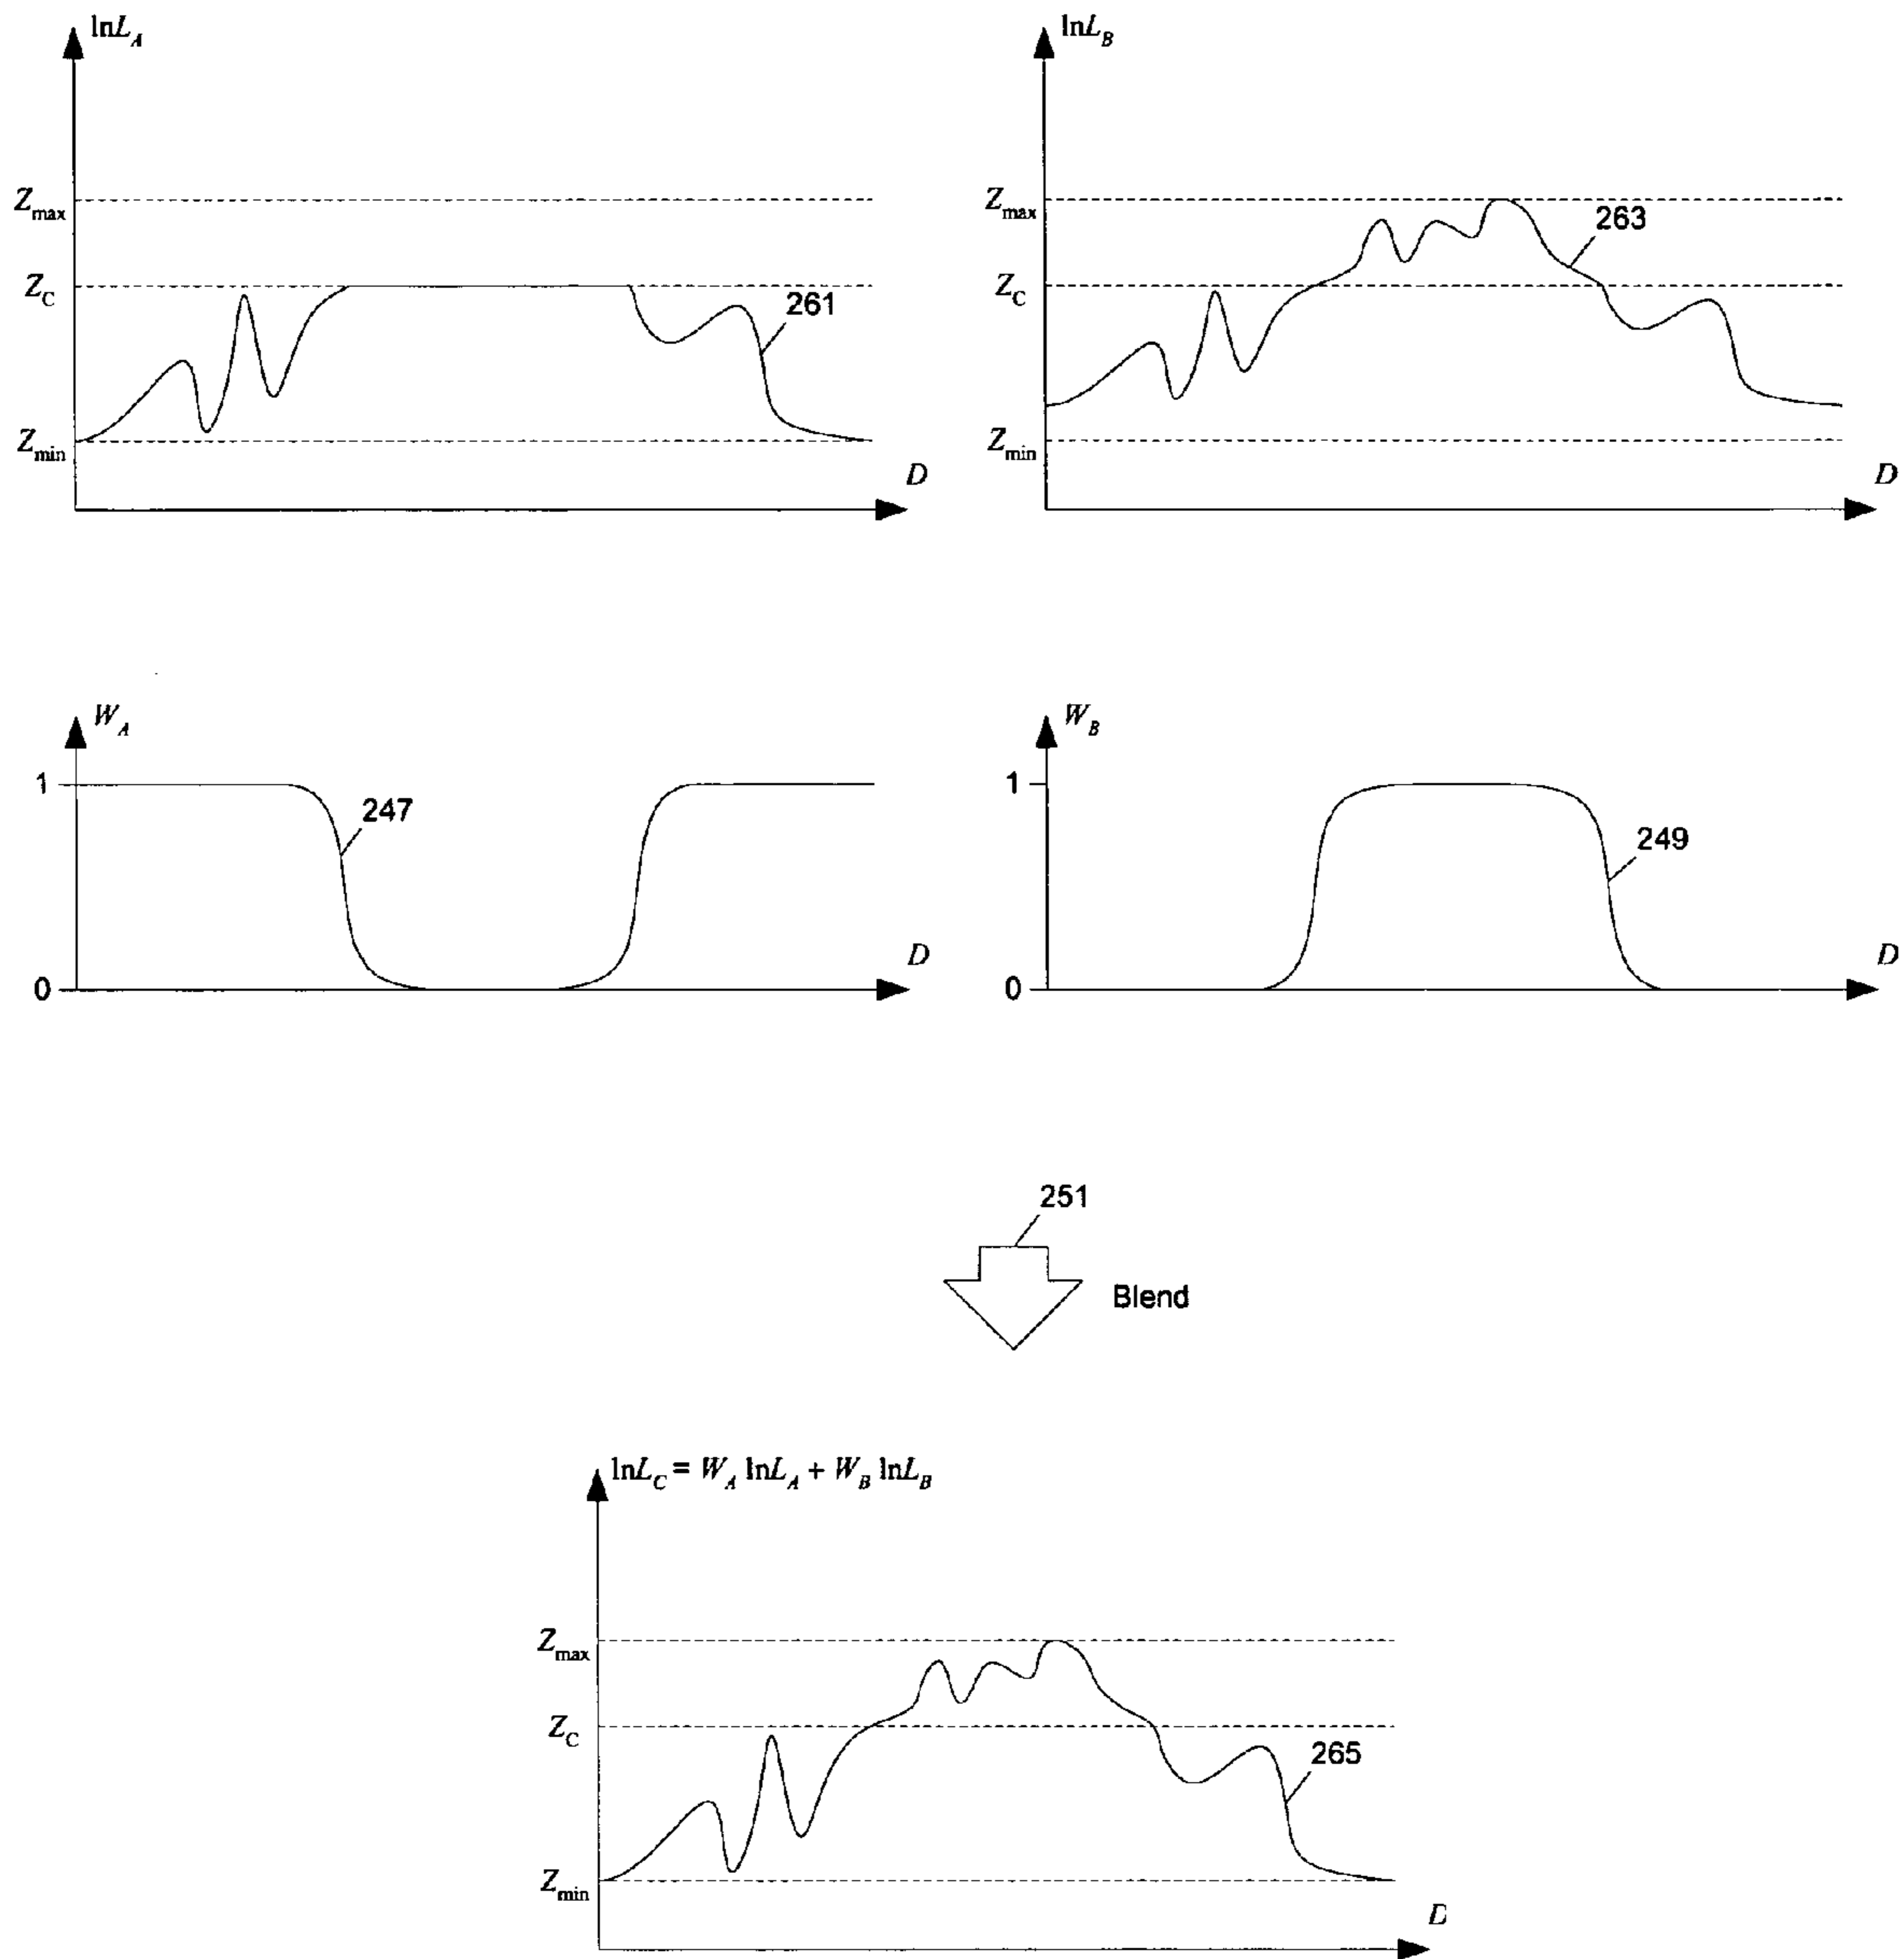 lnL_A
Z_max
Z_C
261
Z_min
D
lnL_B
Z_max
263
Z_C
Z_min
D
W_A
1
247
D
0
W_B
1
249
D
0
251
Blend
lnL_C = W_A lnL_A + W_B lnL_B
Z_max
Z_C
265
Z_min
D